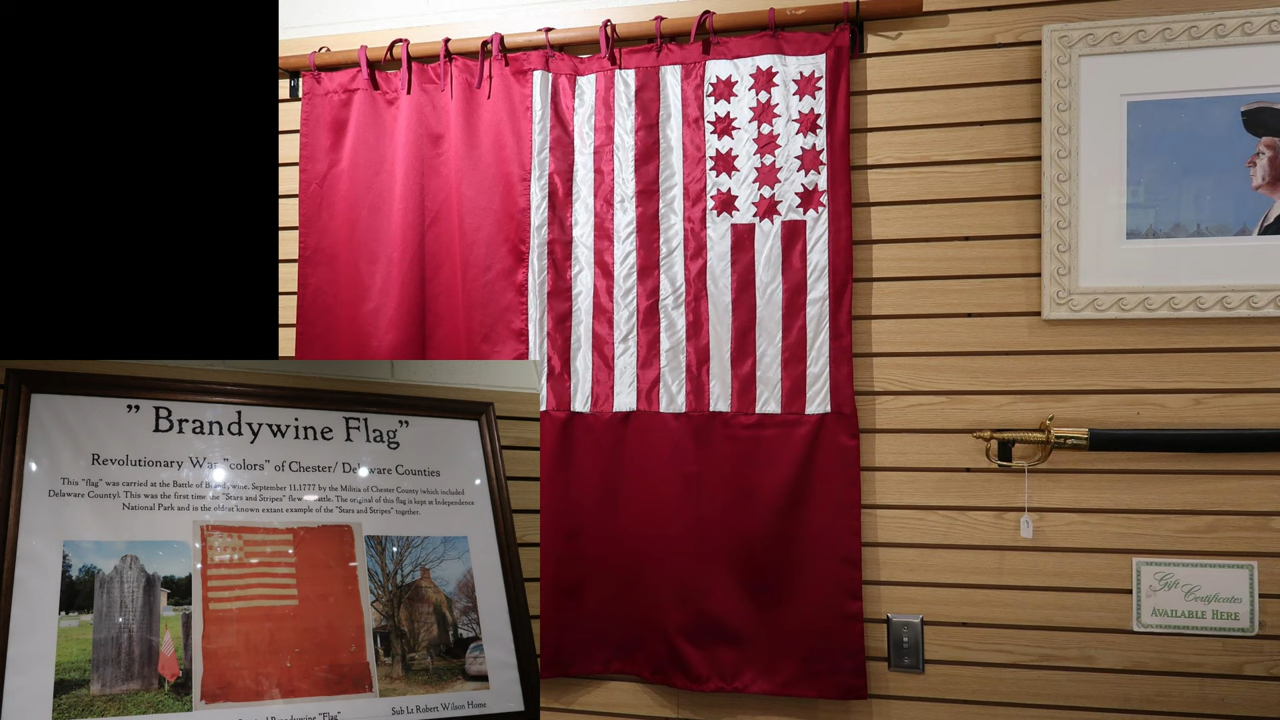 " Brandywine Flag"
Revolutionary War "colors" of Chester/ Delaware Counties
This "flag" was carried at the Battle of Brandywine, September 11,1777 by the Militia of Chester County (which included
Delaware County). This was the first time the "Stars and Stripes" flew in battle. The original of this flag is kept at Independence
National Park and is the oldest known extant example of the "Stars and Stripes" together.
Brandywine "Flag"
Sub Lt Robert Wilson Home
Gift
Certificates
AVAILABLE HERE